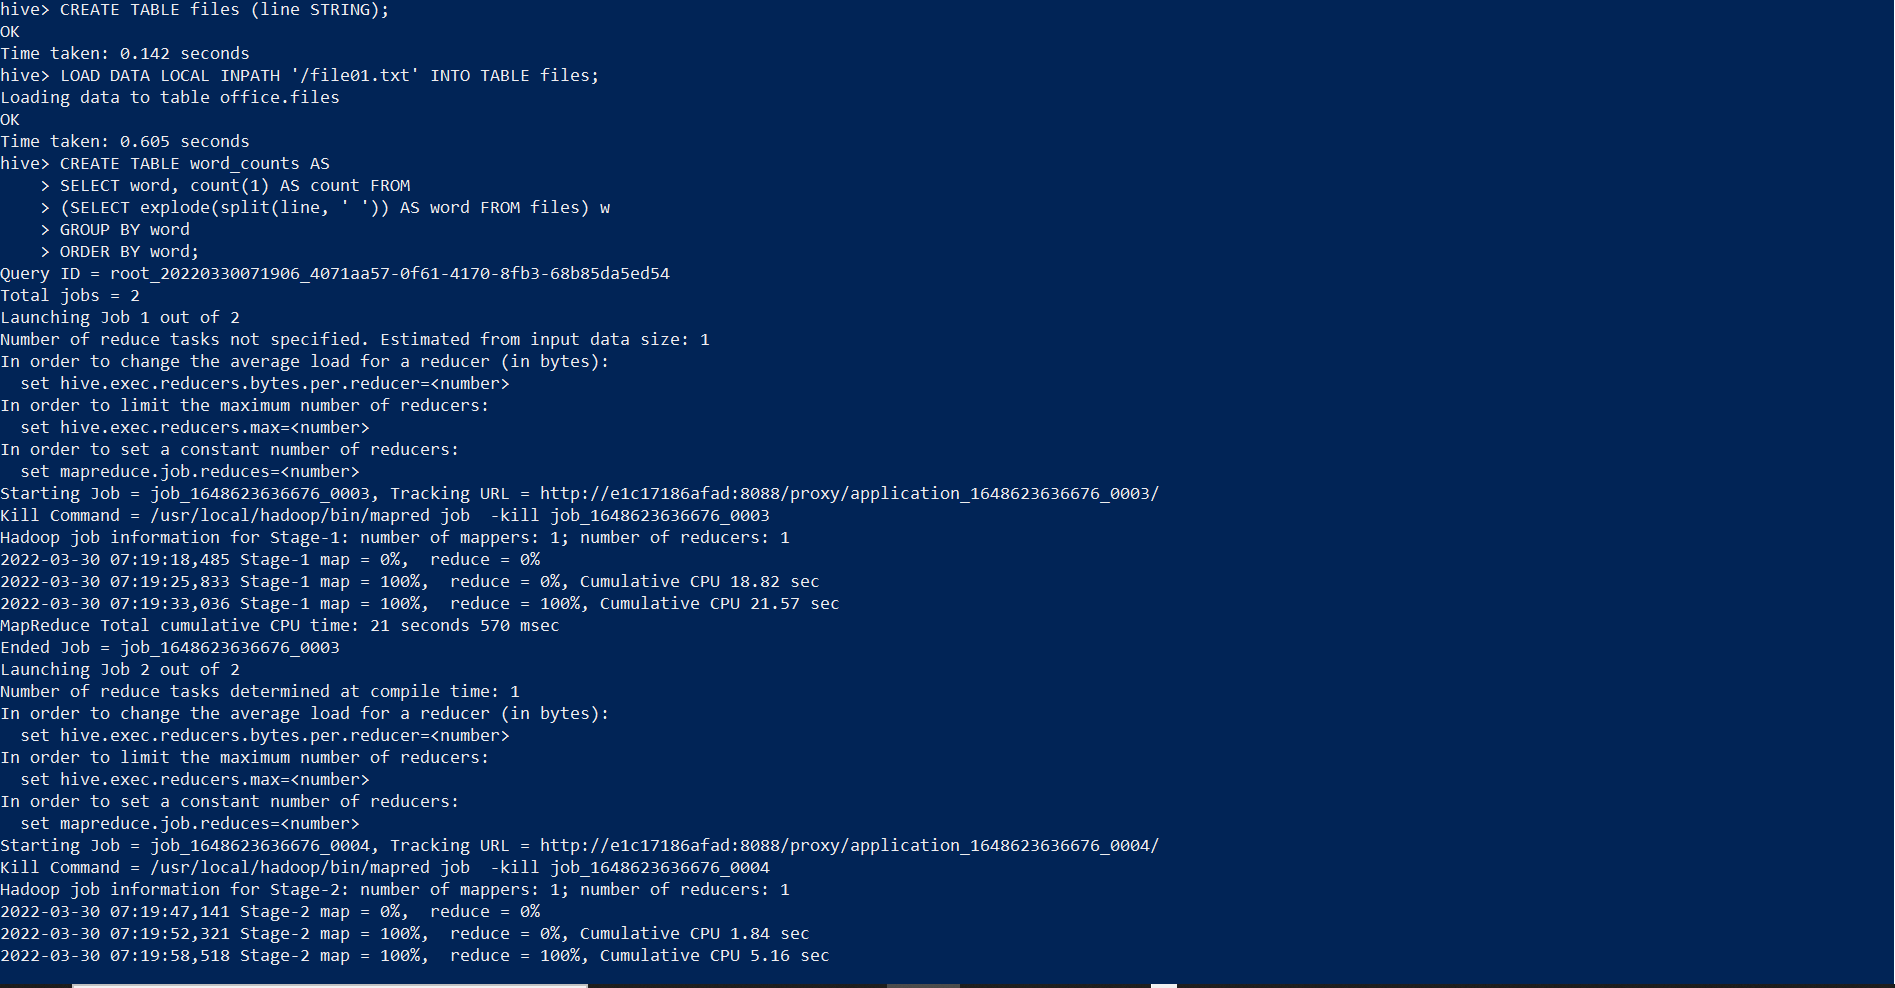 hive> CREATE TABLE files (line STRING);
OK
Time taken: 0.142 seconds
hive> LOAD DATA LOCAL INPATH '/file01.txt' INTO TABLE files;
Loading data to table office.files
OK
Time taken: 0.605 seconds
hive> CREATE TABLE word_counts AS
    > SELECT word, count(1) AS count FROM
    > (SELECT explode(split(line, ' ')) AS word FROM files) w
    > GROUP BY word
    > ORDER BY word;
Query ID = root_20220330071906_4071aa57-0f61-4170-8fb3-68b85da5ed54
Total jobs = 2
Launching Job 1 out of 2
Number of reduce tasks not specified. Estimated from input data size: 1
In order to change the average load for a reducer (in bytes):
  set hive.exec.reducers.bytes.per.reducer=<number>
In order to limit the maximum number of reducers:
  set hive.exec.reducers.max=<number>
In order to set a constant number of reducers:
  set mapreduce.job.reduces=<number>
Starting Job = job_1648623636676_0003, Tracking URL = http://e1c17186afad:8088/proxy/application_1648623636676_0003/
Kill Command = /usr/local/hadoop/bin/mapred job  -kill job_1648623636676_0003
Hadoop job information for Stage-1: number of mappers: 1; number of reducers: 1
2022-03-30 07:19:18,485 Stage-1 map = 0%,  reduce = 0%
2022-03-30 07:19:25,833 Stage-1 map = 100%,  reduce = 0%, Cumulative CPU 18.82 sec
2022-03-30 07:19:33,036 Stage-1 map = 100%,  reduce = 100%, Cumulative CPU 21.57 sec
MapReduce Total cumulative CPU time: 21 seconds 570 msec
Ended Job = job_1648623636676_0003
Launching Job 2 out of 2
Number of reduce tasks determined at compile time: 1
In order to change the average load for a reducer (in bytes):
  set hive.exec.reducers.bytes.per.reducer=<number>
In order to limit the maximum number of reducers:
  set hive.exec.reducers.max=<number>
In order to set a constant number of reducers:
  set mapreduce.job.reduces=<number>
Starting Job = job_1648623636676_0004, Tracking URL = http://e1c17186afad:8088/proxy/application_1648623636676_0004/
Kill Command = /usr/local/hadoop/bin/mapred job  -kill job_1648623636676_0004
Hadoop job information for Stage-2: number of mappers: 1; number of reducers: 1
2022-03-30 07:19:47,141 Stage-2 map = 0%,  reduce = 0%
2022-03-30 07:19:52,321 Stage-2 map = 100%,  reduce = 0%, Cumulative CPU 1.84 sec
2022-03-30 07:19:58,518 Stage-2 map = 100%,  reduce = 100%, Cumulative CPU 5.16 sec